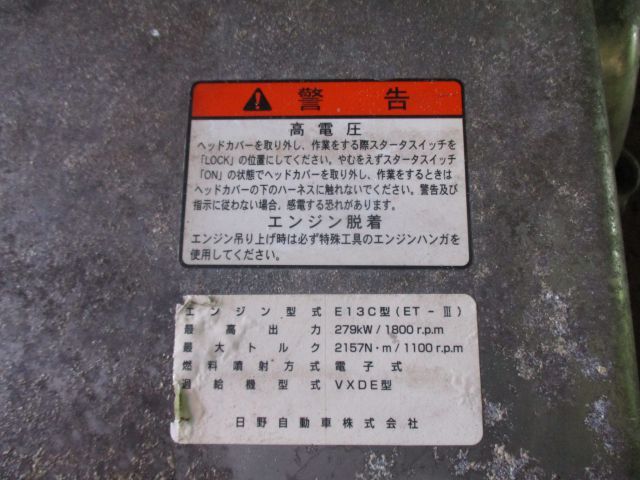 警告
高電圧
ヘッドカバーを取り外し、作業をする際スタータスイッチを
「LOCK」の位置にしてください。やむをえずスタータスイッチ
「ON」の状態でヘッドカバーを取り外し、作業をするときは
ヘッドカバーの下のハーネスに触れないでください。警告及び
指示に従わない場合、感電する恐れがあります。
エンジン脱着
エンジン吊り上げ時は必ず特殊工具のエンジンハンガを
使用してください。
エンジン型式 E13C型(ET-Ⅲ)
最高出力 279kW/1800r.p.m
最大トルク 2157N・m/1100r.p.m
燃料噴射方式 電子式
過給機型式 VXDE型
日野自動車株式会社